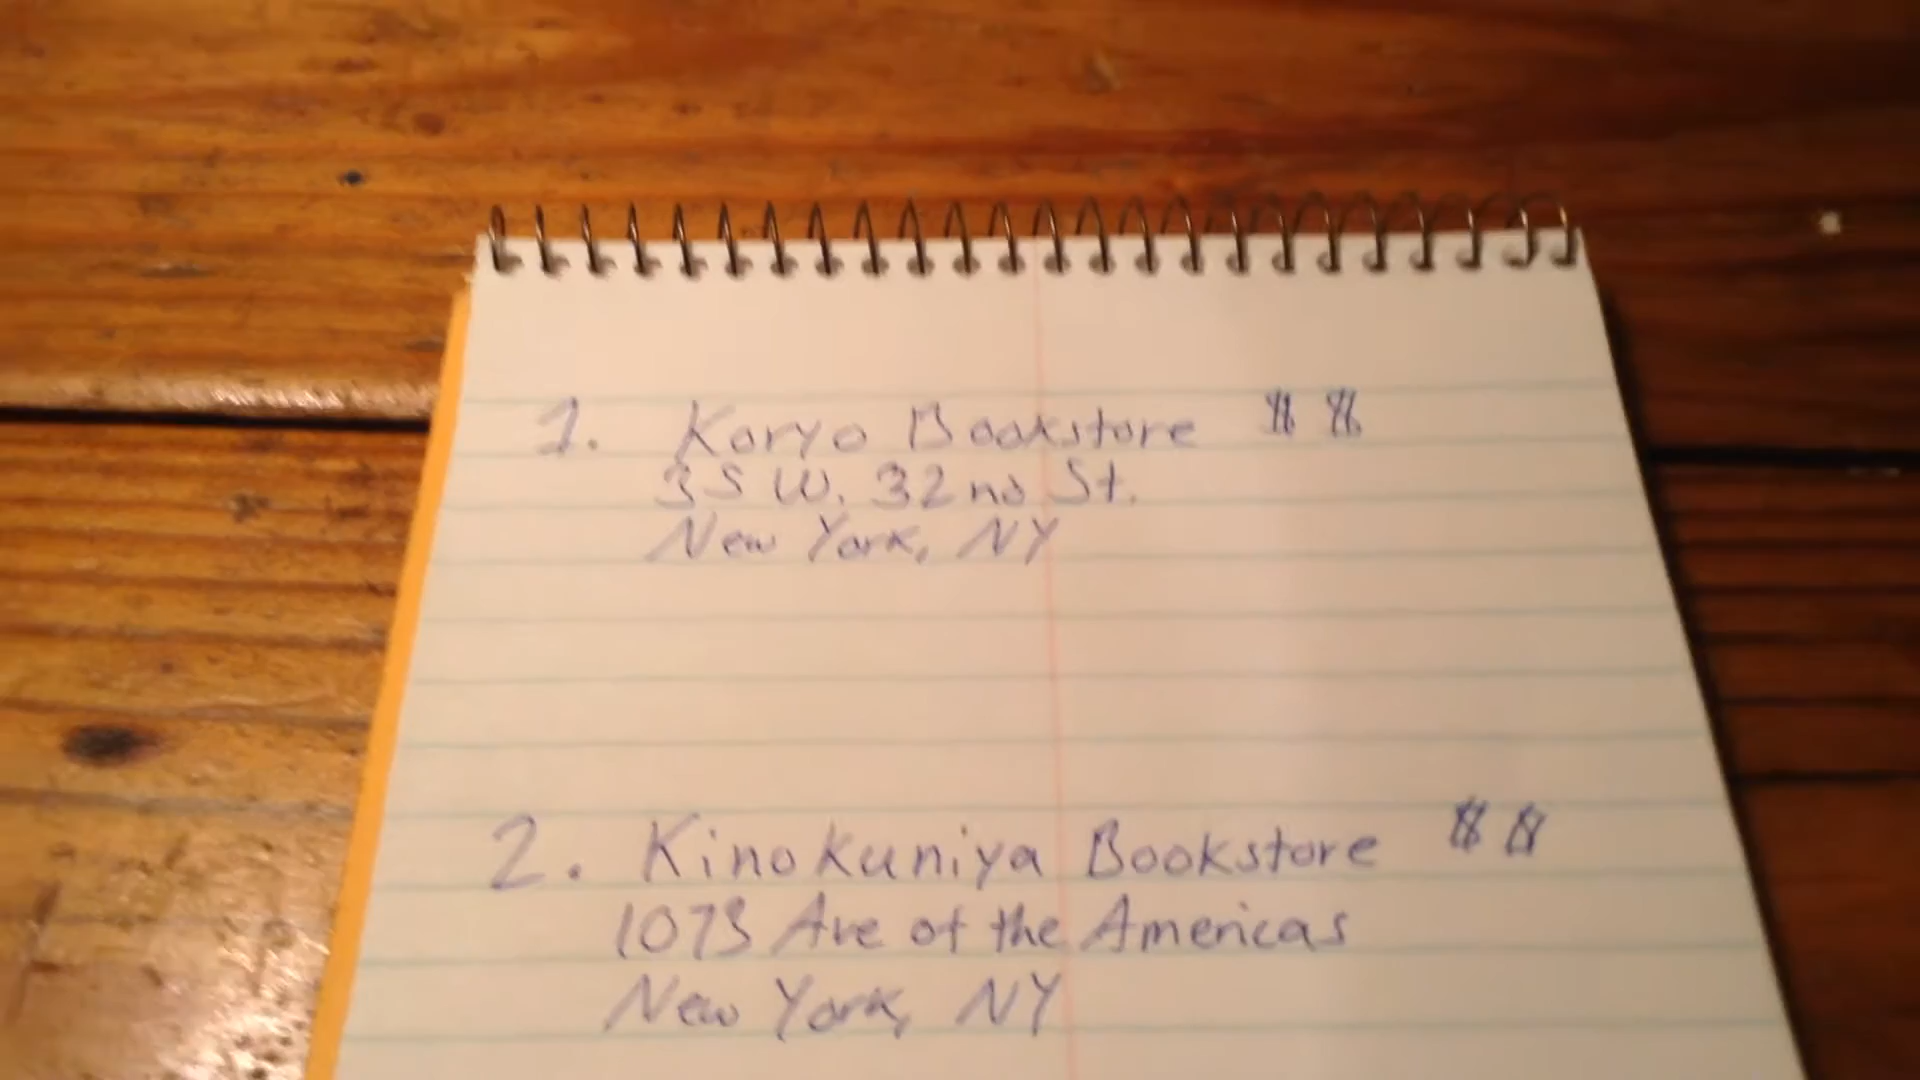 1. Koryo Bookstore $$
35 W. 32nd St.
New York, NY
2. Kinokuniya Bookstore $$
1073 Ave of the Americas
New York, NY